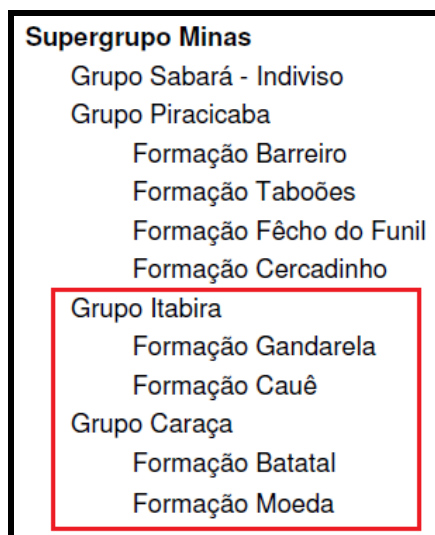 Supergrupo Minas
Grupo Sabará - Indiviso
Grupo Piracicaba
Formação Barreiro
Formação Taboões
Formação Fêcho do Funil
Formação Cercadinho
Grupo Itabira
Formação Gandarela
Formação Cauê
Grupo Caraça
Formação Batatal
Formação Moeda